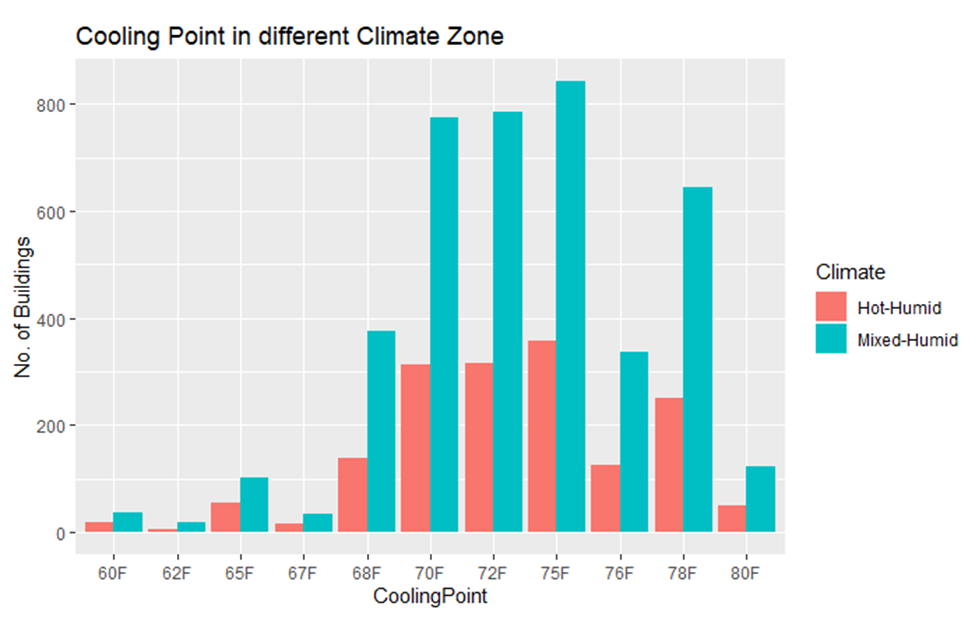 Cooling Point in different Climate Zone
No. of Buildings
800
600
400
200
0
60F 62F 65F 67F 68F 70F 72F 75F 76F 78F 80F
CoolingPoint
Climate
Hot-Humid
Mixed-Humid